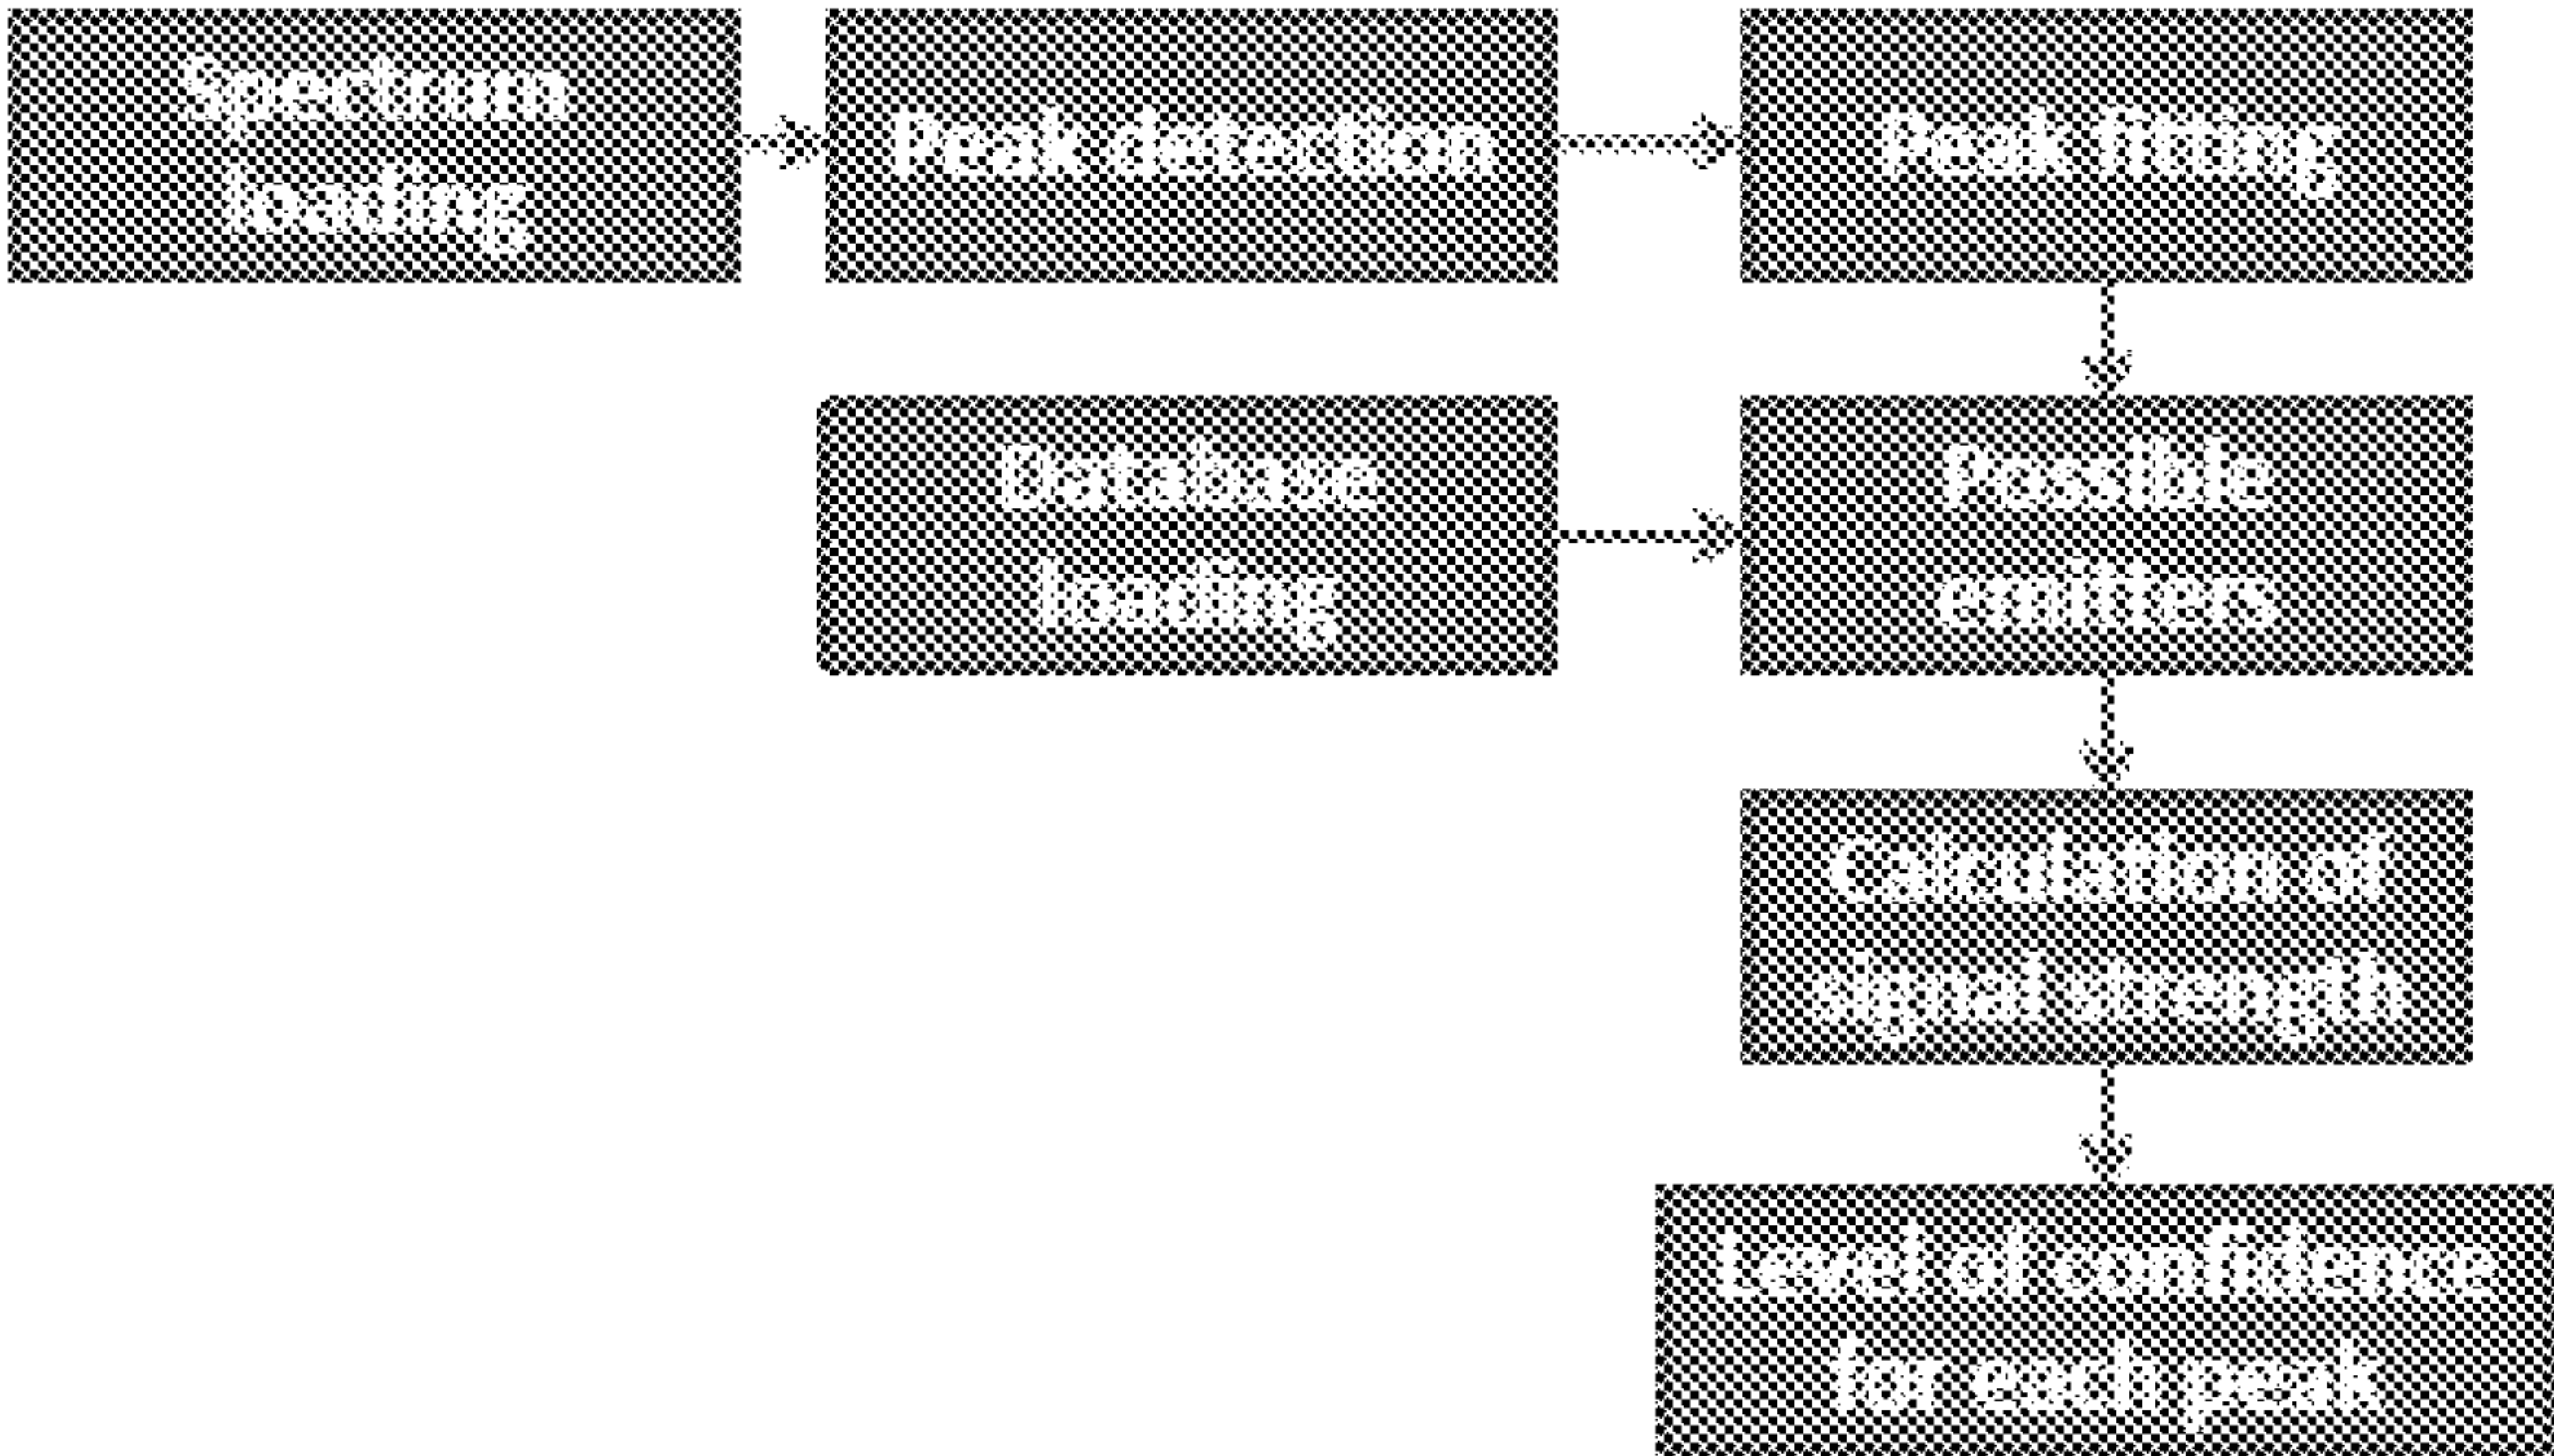 Spectrum
loading
Peak detection
Peak fitting
Database
loading
Possible
emitters
Calculation of
signal strength
Level of confidence
for each peak